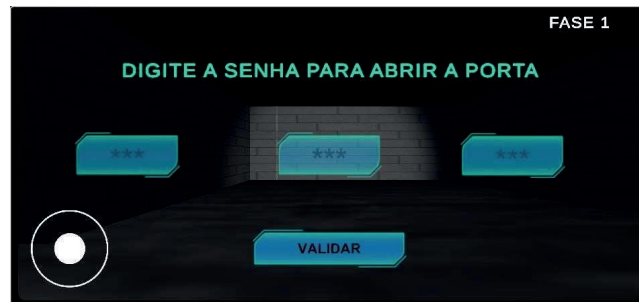 FASE 1
DIGITE A SENHA PARA ABRIR A PORTA
*** *** ***
VALIDAR